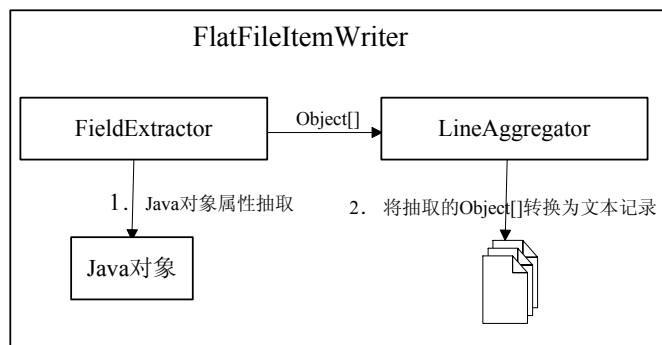 FlatFileItemWriter
FieldExtractor
Object[]
LineAggregator
1． Java对象属性抽取
2． 将抽取的Object[]转换为文本记录
Java对象